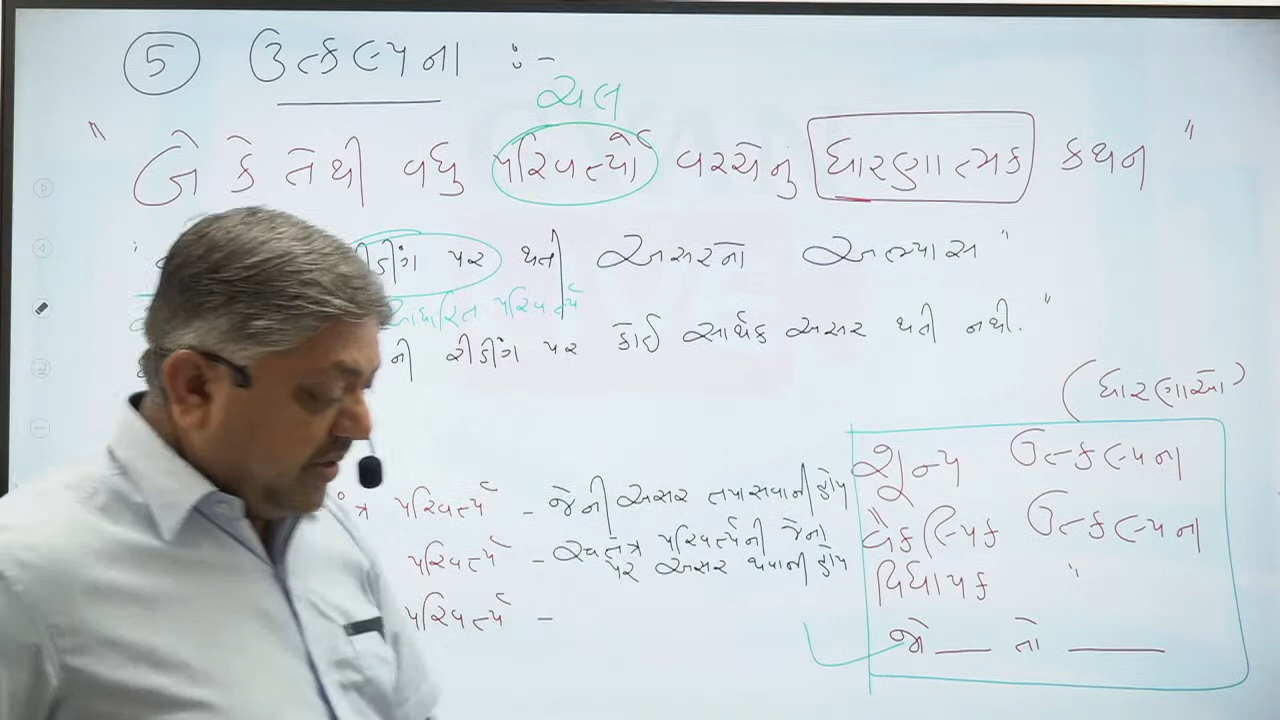 ૫ ઉત્કલ્પના :-
ચલ
" બે કે તેથી વધુ પરિવર્ત્યો વચ્ચેનું ધારણાત્મક કથન "
પર થતી અસરનો અભ્યાસ "
આધારિત પરિવર્ત્ય
ની રીડીંગ પર કોઈ સાર્થક અસર થતી નથી. "
(ધારણાઓ)
શૂન્ય ઉત્કલ્પના
પરિવર્ત્ય - જેની અસર તપાસવાની હોય
વૈકલ્પિક ઉત્કલ્પના
પરિવર્ત્ય - સ્વતંત્ર પરિવર્ત્યની જેના
પર અસર થવાની હોય
વિધાયક "
પરિવર્ત્ય -
જો ___ તો ___